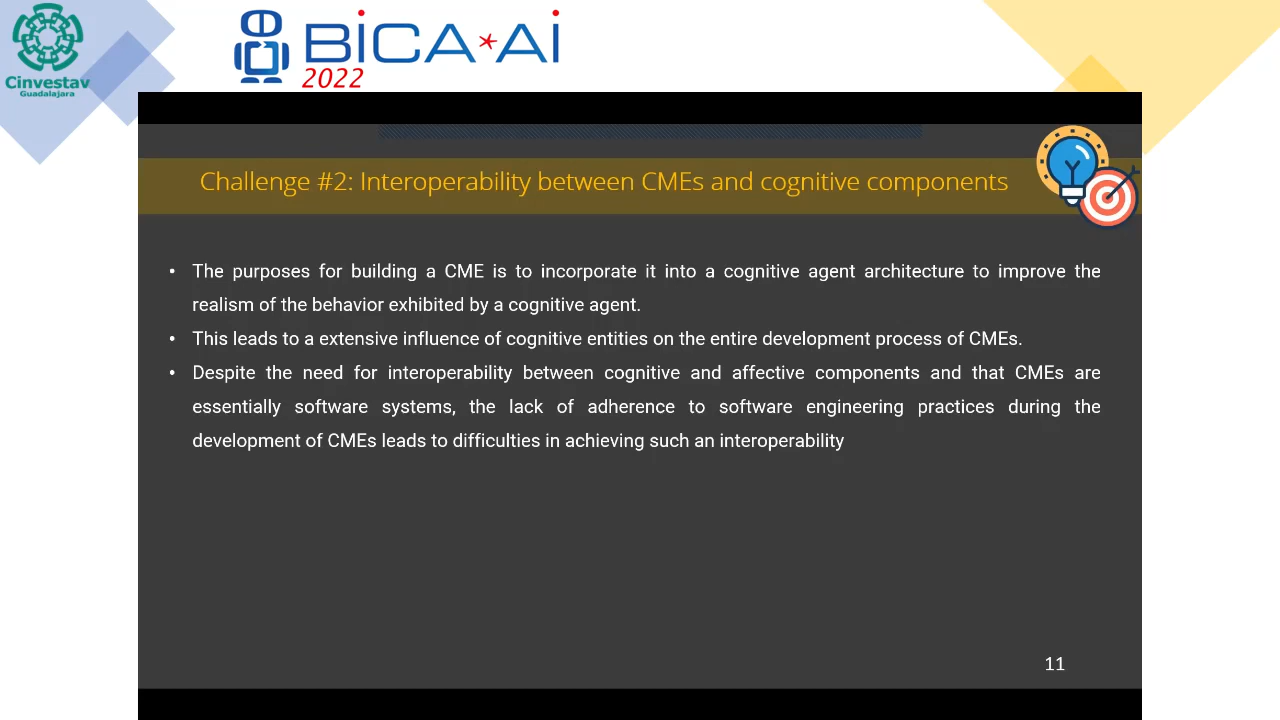 Cinvestav
Guadalajara
BiCA*Ai
2022
Challenge #2: Interoperability between CMEs and cognitive components
• The purposes for building a CME is to incorporate it into a cognitive agent architecture to improve the
realism of the behavior exhibited by a cognitive agent.
• This leads to a extensive influence of cognitive entities on the entire development process of CMEs.
• Despite the need for interoperability between cognitive and affective components and that CMEs are
essentially software systems, the lack of adherence to software engineering practices during the
development of CMEs leads to difficulties in achieving such an interoperability
11